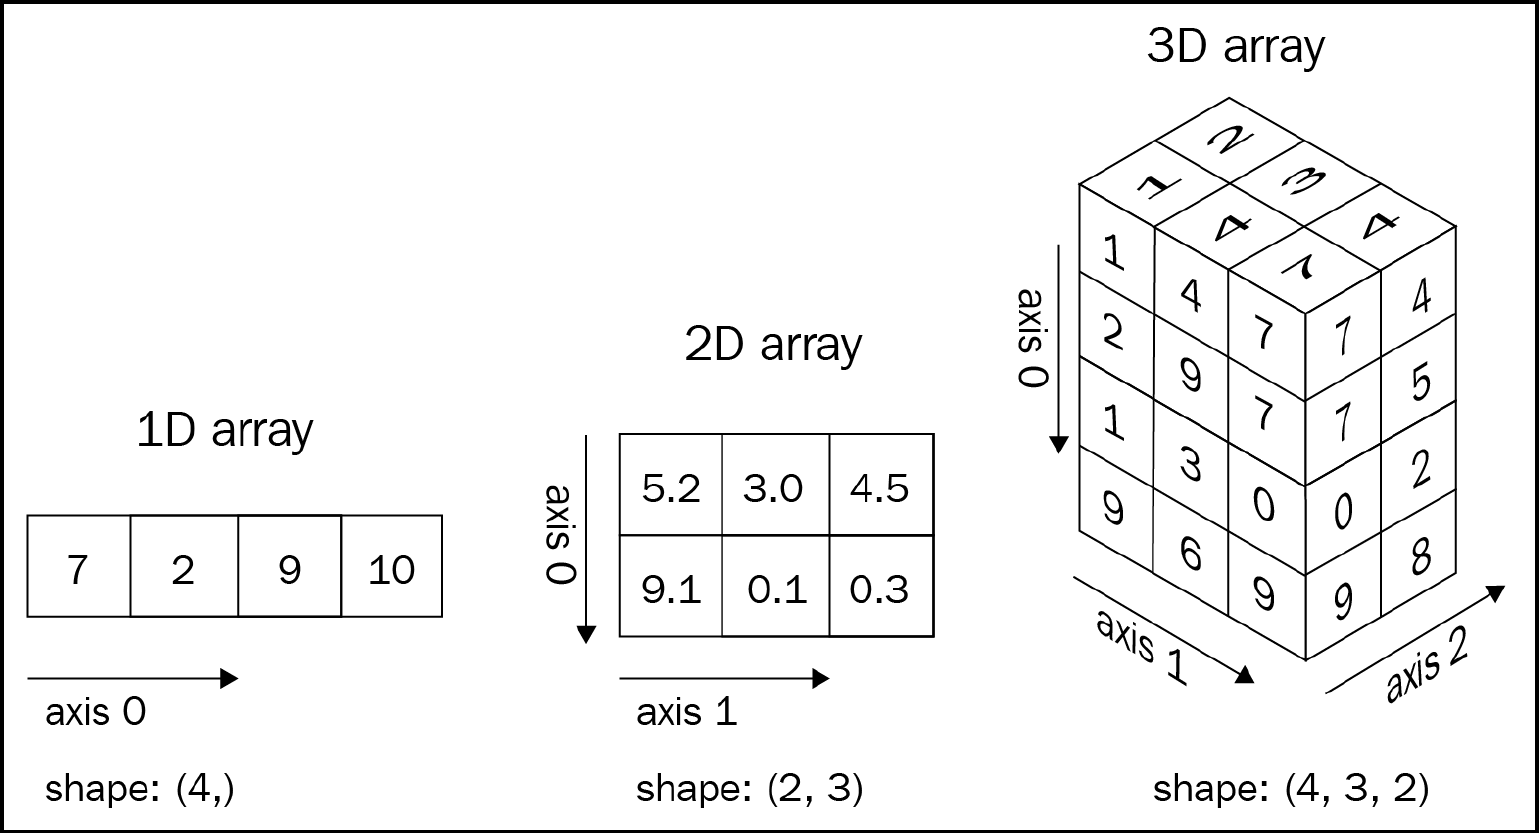 1D array
7 2 9 10
axis 0
shape: (4,)
2D array
axis 0
5.2 3.0 4.5
9.1 0.1 0.3
axis 1
shape: (2, 3)
3D array
2
1 3
4 4
7
axis 0
1 4 7 7 4
2 9 7 7 5
1 3 0 0 2
9 6 9 9 8
axis 1
axis 2
shape: (4, 3, 2)